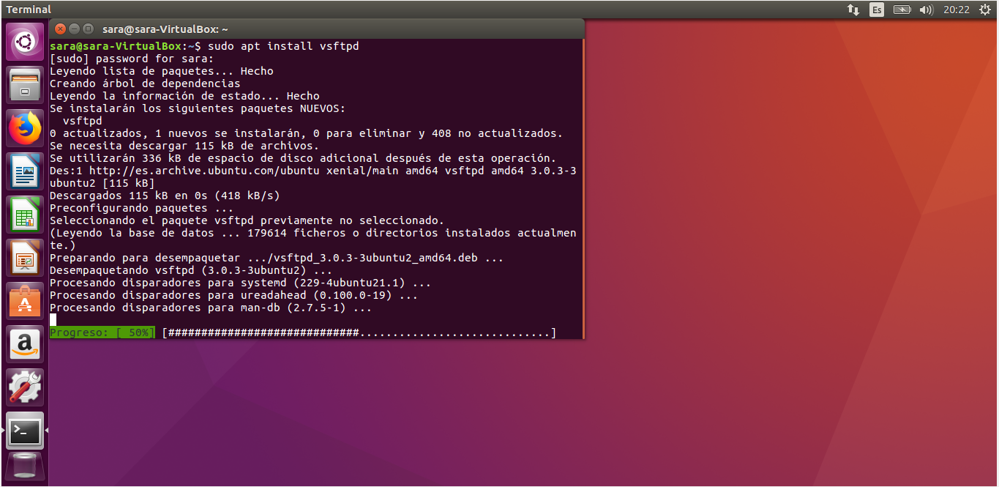 Terminal
Es
20:22
sara@sara-VirtualBox: ~
sara@sara-VirtualBox:~$ sudo apt install vsftpd
[sudo] password for sara:
Leyendo lista de paquetes... Hecho
Creando árbol de dependencias
Leyendo la información de estado... Hecho
Se instalarán los siguientes paquetes NUEVOS:
  vsftpd
0 actualizados, 1 nuevos se instalarán, 0 para eliminar y 408 no actualizados.
Se necesita descargar 115 kB de archivos.
Se utilizarán 336 kB de espacio de disco adicional después de esta operación.
Des:1 http://es.archive.ubuntu.com/ubuntu xenial/main amd64 vsftpd amd64 3.0.3-3
ubuntu2 [115 kB]
Descargados 115 kB en 0s (418 kB/s)
Preconfigurando paquetes ...
Seleccionando el paquete vsftpd previamente no seleccionado.
(Leyendo la base de datos ... 179614 ficheros o directorios instalados actualmen
te.)
Preparando para desempaquetar .../vsftpd_3.0.3-3ubuntu2_amd64.deb ...
Desempaquetando vsftpd (3.0.3-3ubuntu2) ...
Procesando disparadores para systemd (229-4ubuntu21.1) ...
Procesando disparadores para ureadahead (0.100.0-19) ...
Procesando disparadores para man-db (2.7.5-1) ...
Progreso: [ 50%] [#############################.............................]